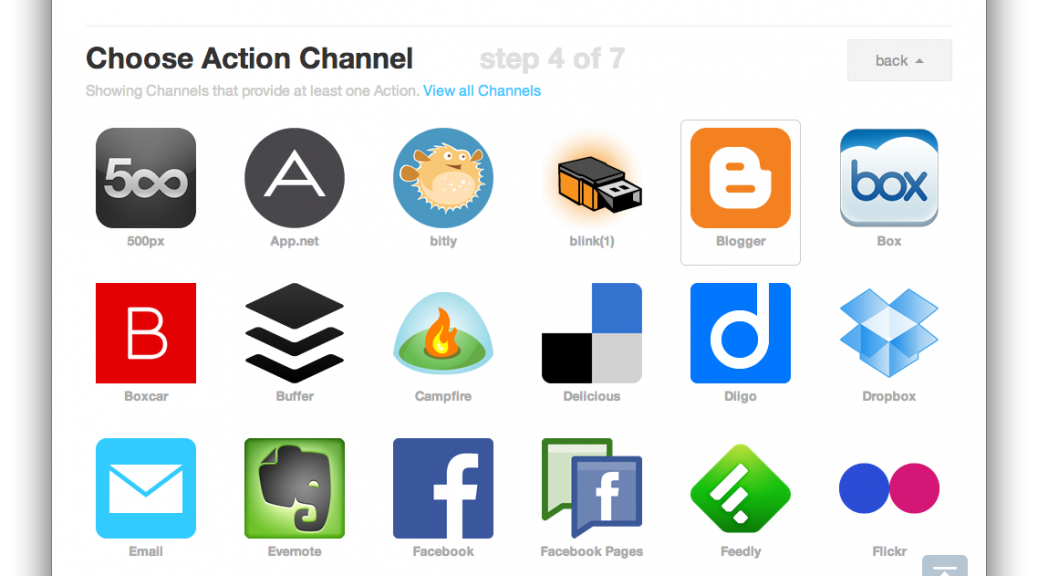 Choose Action Channel step 4 of 7 back
Showing Channels that provide at least one Action. View all Channels
500 A box
500px App.net bitly blink(1) Blogger Box
B d
Boxcar Buffer Campfire Delicious Diigo Dropbox
f f
Email Evernote Facebook Facebook Pages Feedly Flickr